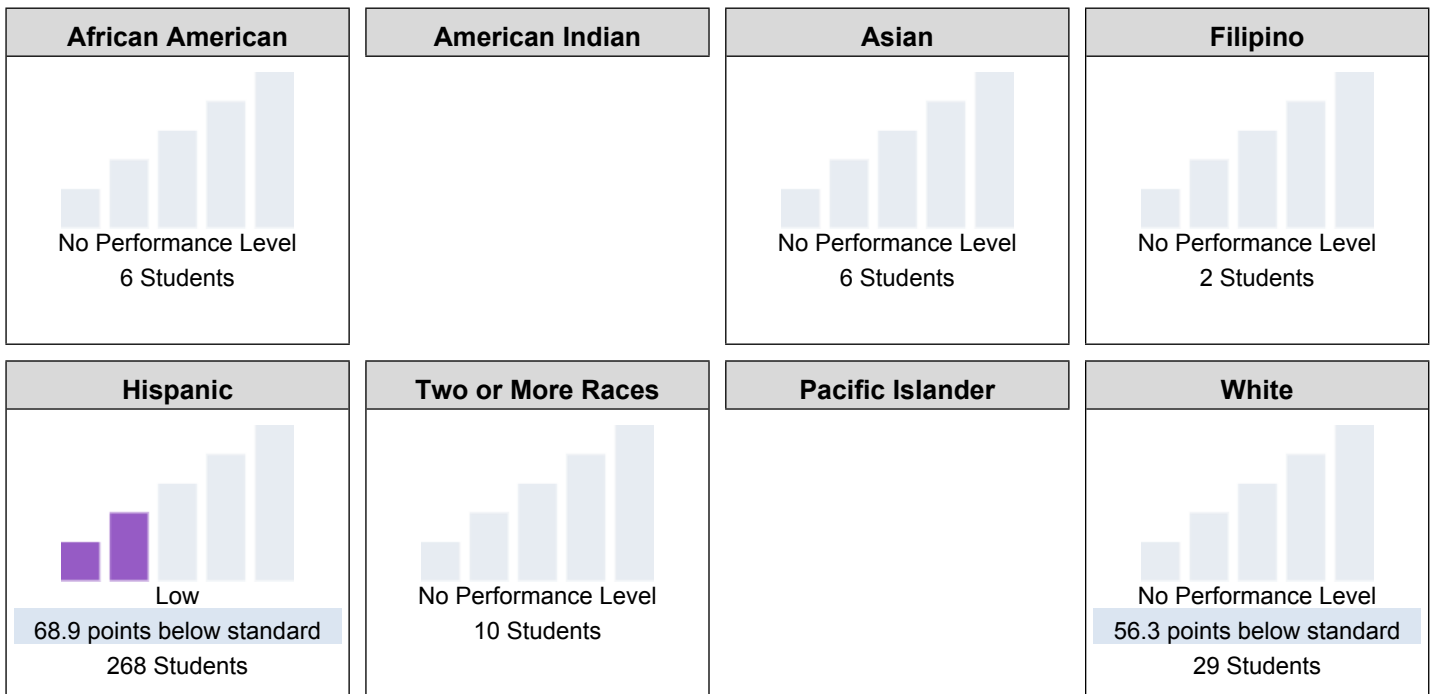 African American
No Performance Level
6 Students
American Indian
Asian
No Performance Level
6 Students
Filipino
No Performance Level
2 Students
Hispanic
Low
68.9 points below standard
268 Students
Two or More Races
No Performance Level
10 Students
Pacific Islander
White
No Performance Level
56.3 points below standard
29 Students